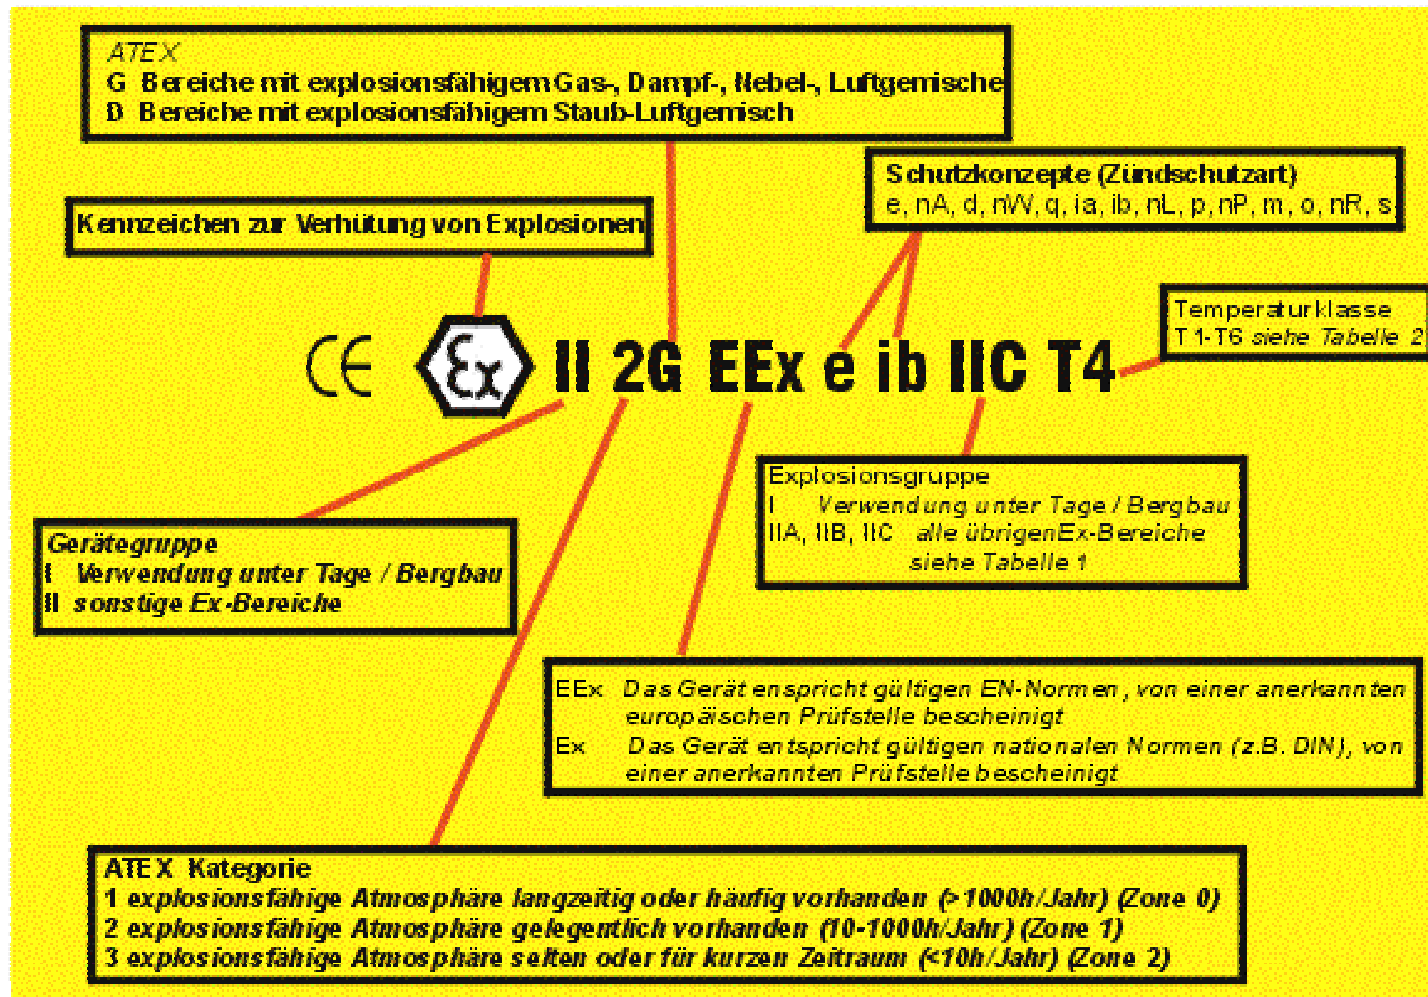 ATEX
G Bereiche mit explosionsfähigem Gas-, Dampf-, Nebel-, Luftgemische
D Bereiche mit explosionsfähigem Staub-Luftgemisch
Schutzkonzepte (Zündschutzart)
e, nA, d, nW, q, ia, ib, nL, p, nP, m, o, nR, s
Kennzeichen zur Verhütung von Explosionen
Temperaturklasse
T1-T6 siehe Tabelle 2
CE Ex II 2G EEx e ib IIC T4
Explosionsgruppe
I Verwendung unter Tage / Bergbau
IIA, IIB, IIC alle übrigenEx-Bereiche
siehe Tabelle 1
Gerätegruppe
I Verwendung unter Tage / Bergbau
II sonstige Ex-Bereiche
EEx Das Gerät enspricht gültigen EN-Normen, von einer anerkannten
europäischen Prüfstelle bescheinigt
Ex Das Gerät entspricht gültigen nationalen Normen (z.B. DIN), von
einer anerkannten Prüfstelle bescheinigt
ATEX Kategorie
1 explosionsfähige Atmosphäre langzeitig oder häufig vorhanden (>1000h/Jahr) (Zone 0)
2 explosionsfähige Atmosphäre gelegentlich vorhanden (10-1000h/Jahr) (Zone 1)
3 explosionsfähige Atmosphäre selten oder für kurzen Zeitraum (<10h/Jahr) (Zone 2)